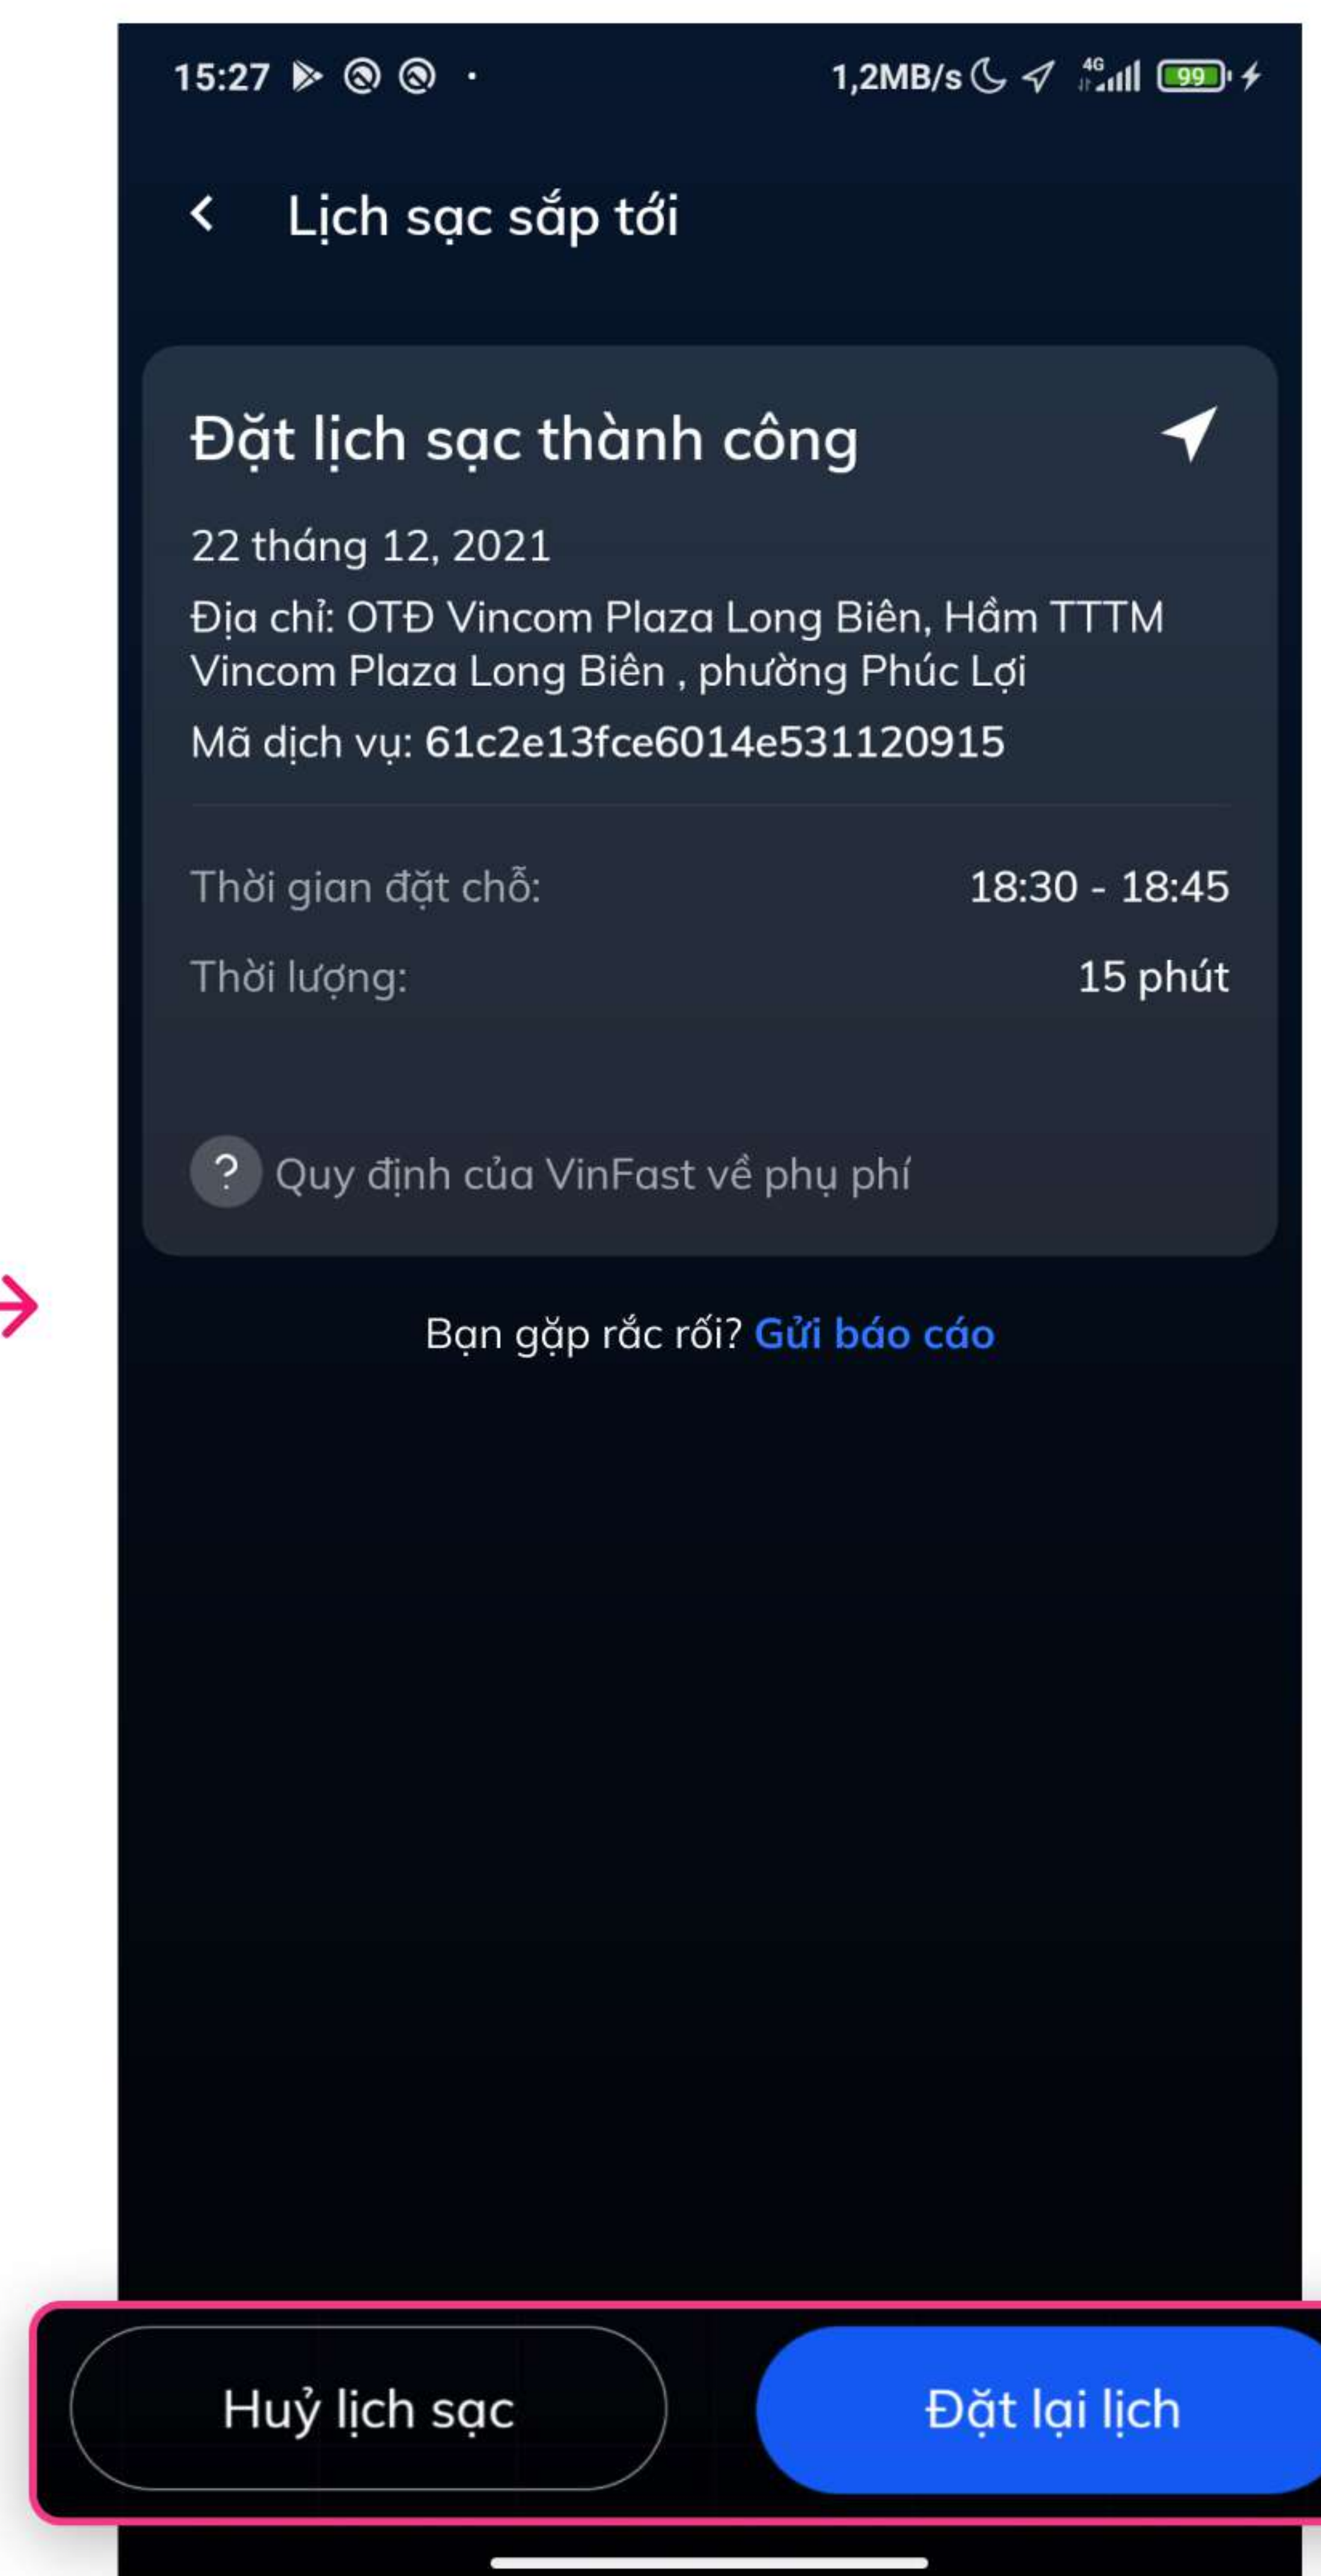 15:27
1,2MB/s 4G 99
Lịch sạc sắp tới
Đặt lịch sạc thành công
22 tháng 12, 2021
Địa chỉ: OTĐ Vincom Plaza Long Biên, Hầm TTTM
Vincom Plaza Long Biên , phường Phúc Lợi
Mã dịch vụ: 61c2e13fce6014e531120915
Thời gian đặt chỗ: 18:30 - 18:45
Thời lượng: 15 phút
? Quy định của VinFast về phụ phí
Bạn gặp rắc rối? Gửi báo cáo
Huỷ lịch sạc Đặt lại lịch